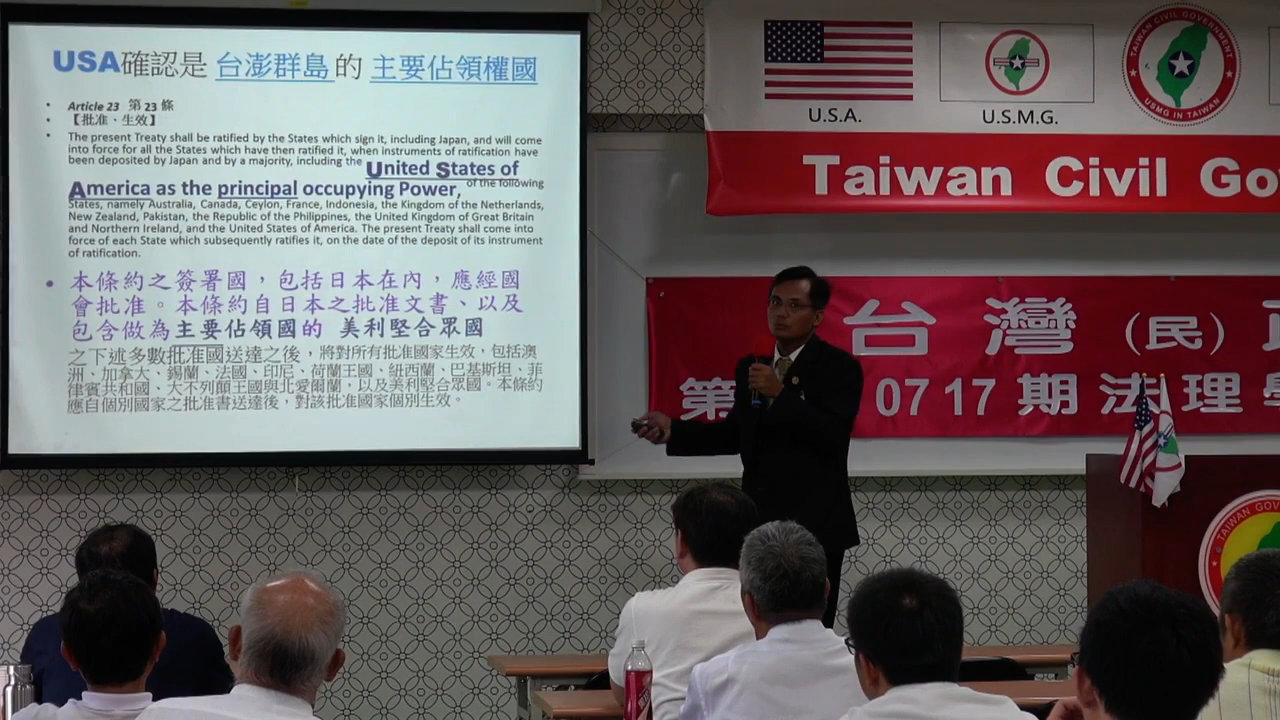 USA確認是 台澎群島 的 主要佔領權國
• Article 23 第 23 條
• 【批准、生效】
• The present Treaty shall be ratified by the States which sign it, including Japan, and will come
into force for all the States which have then ratified it, when instruments of ratification have
been deposited by Japan and by a majority, including the United States of
America as the principal occupying Power, of the following
States, namely Australia, Canada, Ceylon, France, Indonesia, the Kingdom of the Netherlands,
New Zealand, Pakistan, the Republic of the Philippines, the United Kingdom of Great Britain
and Northern Ireland, and the United States of America. The present Treaty shall come into
force of each State which subsequently ratifies it, on the date of the deposit of its instrument
of ratification.
• 本條約之簽署國，包括日本在內，應經國
會批准。本條約自日本之批准文書、以及
包含做為主要佔領國的 美利堅合眾國
之下述多數批准國送達之後，將對所有批准國家生效，包括澳
洲、加拿大、錫蘭、法國、印尼、荷蘭王國、紐西蘭、巴基斯坦、菲
律賓共和國、大不列顛王國與北愛爾蘭，以及美利堅合眾國。本條約
應自個別國家之批准書送達後，對該批准國家個別生效。
U.S.A.
U.S.M.G.
TAIWAN CIVIL GOVERNMENT
USMG IN TAIWAN
Taiwan Civil Go
台灣（民）
第 0717期法理
TAIWAN GOV